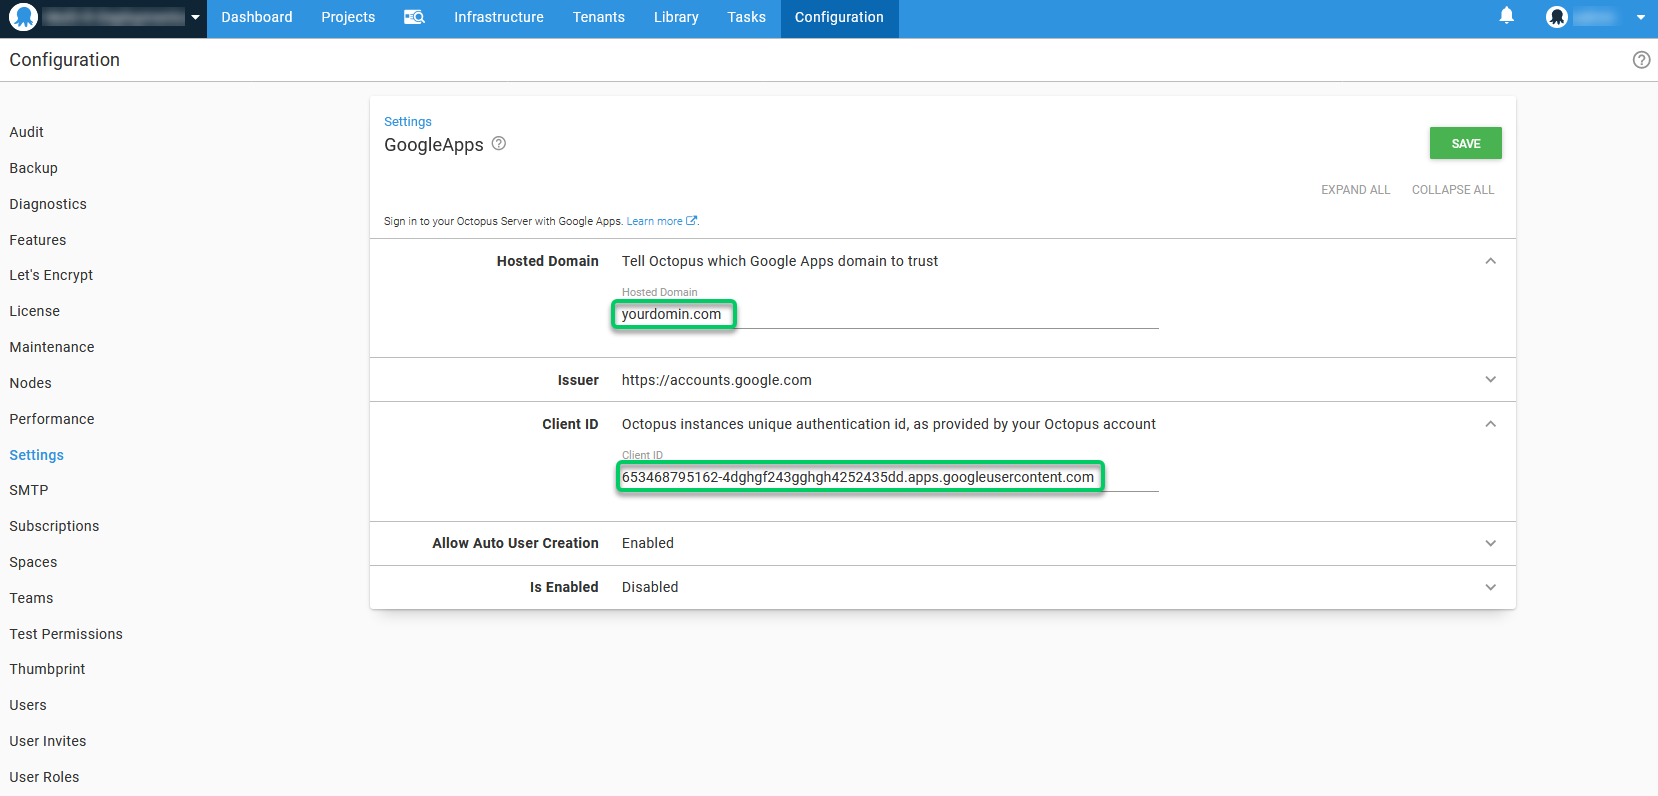 Dashboard Projects Infrastructure Tenants Library Tasks Configuration
Configuration
Audit
Backup
Diagnostics
Features
Let's Encrypt
License
Maintenance
Nodes
Performance
Settings
SMTP
Subscriptions
Spaces
Teams
Test Permissions
Thumbprint
Users
User Invites
User Roles
Settings
GoogleApps
SAVE
EXPAND ALL COLLAPSE ALL
Sign in to your Octopus Server with Google Apps. Learn more.
Hosted Domain Tell Octopus which Google Apps domain to trust
Hosted Domain
yourdomin.com
Issuer https://accounts.google.com
Client ID Octopus instances unique authentication id, as provided by your Octopus account
Client ID
653468795162-4dghgf243gghgh4252435dd.apps.googleusercontent.com
Allow Auto User Creation Enabled
Is Enabled Disabled